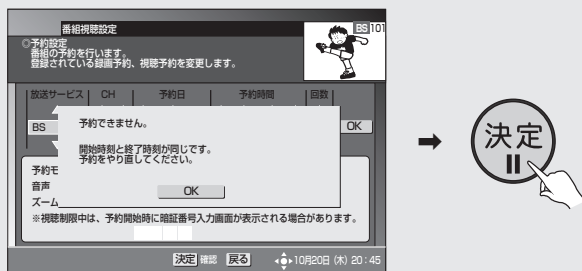 番組視聴設定
BS 101
◎予約設定
番組の予約を行います。
登録されている録画予約、視聴予約を変更します。
放送サービス CH 予約日 予約時間 回数
BS OK
予約できません。
開始時刻と終了時刻が同じです。
予約をやり直してください。
OK
予約モ
音声
ズーム
※視聴制限中は、予約開始時に暗証番号入力画面が表示される場合があります。
決定 確認 戻る 10月20日 (木) 20:45
決定